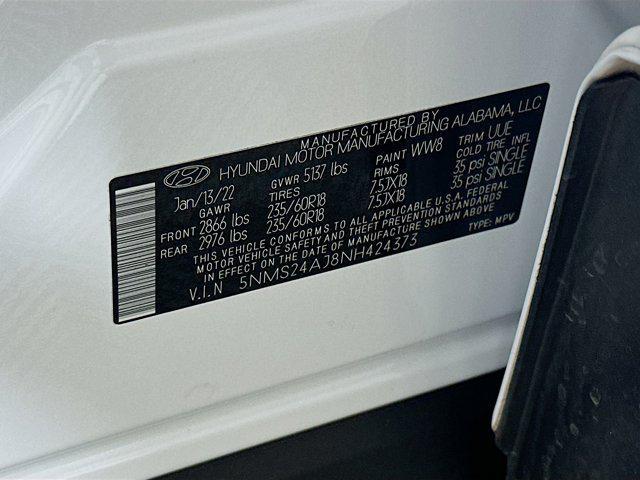 MANUFACTURED BY
HYUNDAI MOTOR MANUFACTURING ALABAMA, LLC
Jan/13/22 GVWR 5137 lbs PAINT WW8 TRIM UUE
GAWR TIRES RIMS COLD TIRE INFL
FRONT 2866 lbs 235/60R18 7.5JX18 35 psi SINGLE
REAR 2976 lbs 235/60R18 7.5JX18 35 psi SINGLE
THIS VEHICLE CONFORMS TO ALL APPLICABLE U.S.A. FEDERAL
MOTOR VEHICLE SAFETY AND THEFT PREVENTION STANDARDS
IN EFFECT ON THE DATE OF MANUFACTURE SHOWN ABOVE.
V.I.N 5NMS24AJ8NH424373 TYPE: MPV